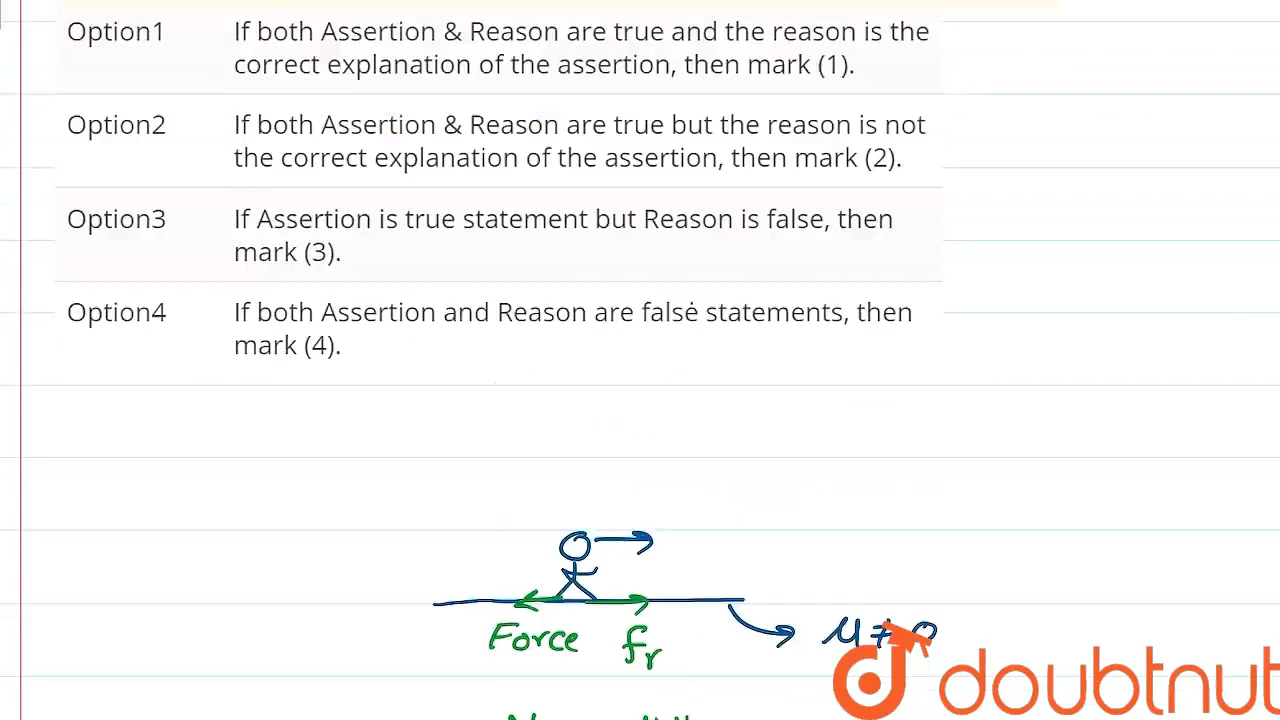 Option1 If both Assertion & Reason are true and the reason is the
correct explanation of the assertion, then mark (1).
Option2 If both Assertion & Reason are true but the reason is not
the correct explanation of the assertion, then mark (2).
Option3 If Assertion is true statement but Reason is false, then
mark (3).
Option4 If both Assertion and Reason are false statements, then
mark (4).
Force fr
μ ≠ 0
doubtnut